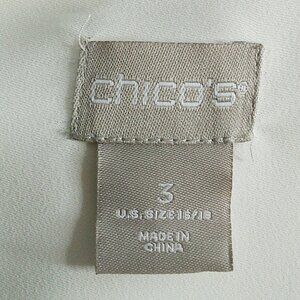 chico's®
3
U.S. SIZE 16/18
MADE IN
CHINA